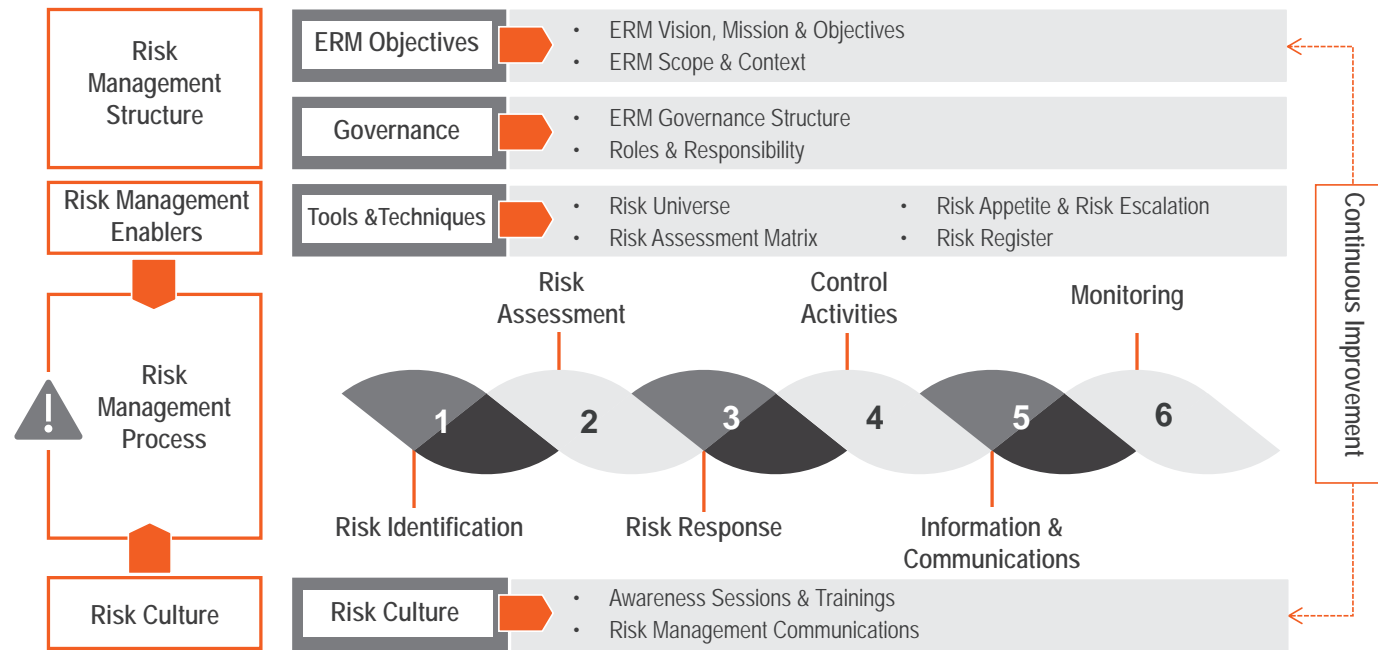 Risk
Management
Structure
ERM Objectives
• ERM Vision, Mission & Objectives
• ERM Scope & Context
Governance
• ERM Governance Structure
• Roles & Responsibility
Risk Management
Enablers
Tools &Techniques
• Risk Universe
• Risk Assessment Matrix
• Risk Appetite & Risk Escalation
• Risk Register
Risk
Management
Process
Risk
Assessment
Control
Activities
Monitoring
1
2
3
4
5
6
Risk Identification
Risk Response
Information &
Communications
Risk Culture
Risk Culture
• Awareness Sessions & Trainings
• Risk Management Communications
Continuous Improvement